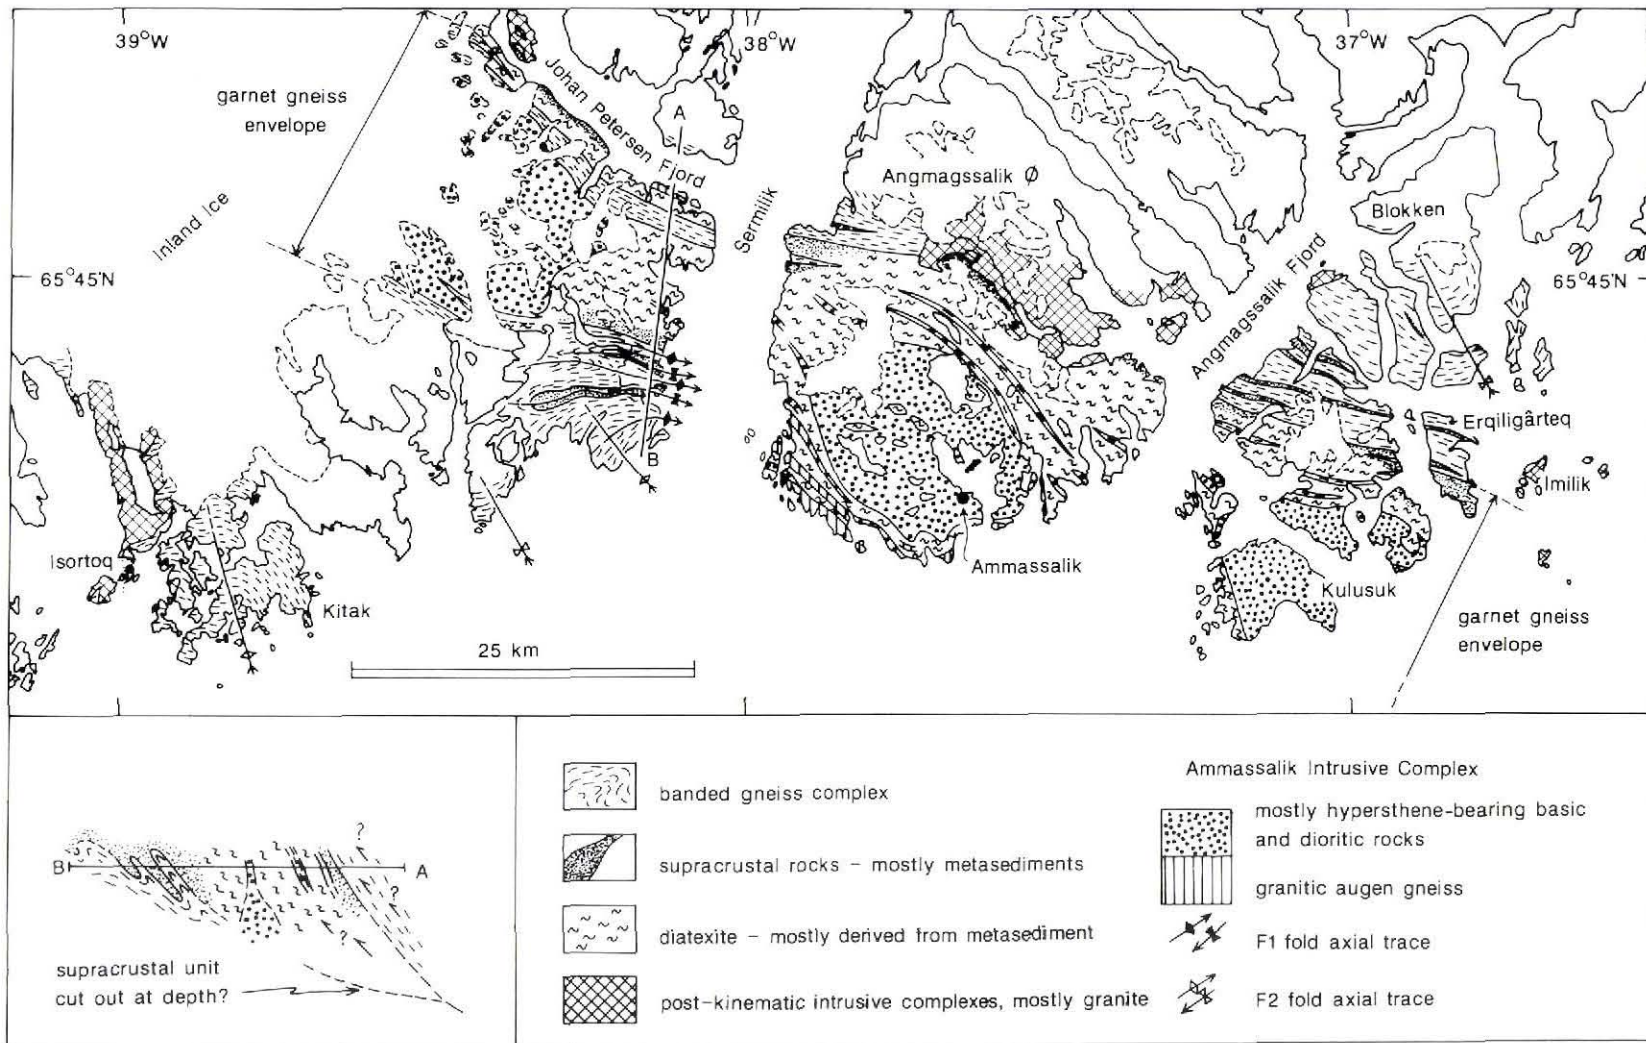 39°W
38°W
37°W
garnet gneiss
envelope
Johan Petersen Fjord
A
Inland Ice
Sermilik
Angmagssalik Ø
Blokken
65°45'N
65°45'N
Angmagssalik Fjord
Erqiligârteq
B
Imilik
Isortoq
Ammassalik
Kulusuk
Kitak
25 km
garnet gneiss
envelope
B
A
?
?
?
supracrustal unit
cut out at depth?
banded gneiss complex
supracrustal rocks – mostly metasediments
diatexite – mostly derived from metasediment
post-kinematic intrusive complexes, mostly granite
Ammassalik Intrusive Complex
mostly hypersthene-bearing basic
and dioritic rocks
granitic augen gneiss
F1 fold axial trace
F2 fold axial trace